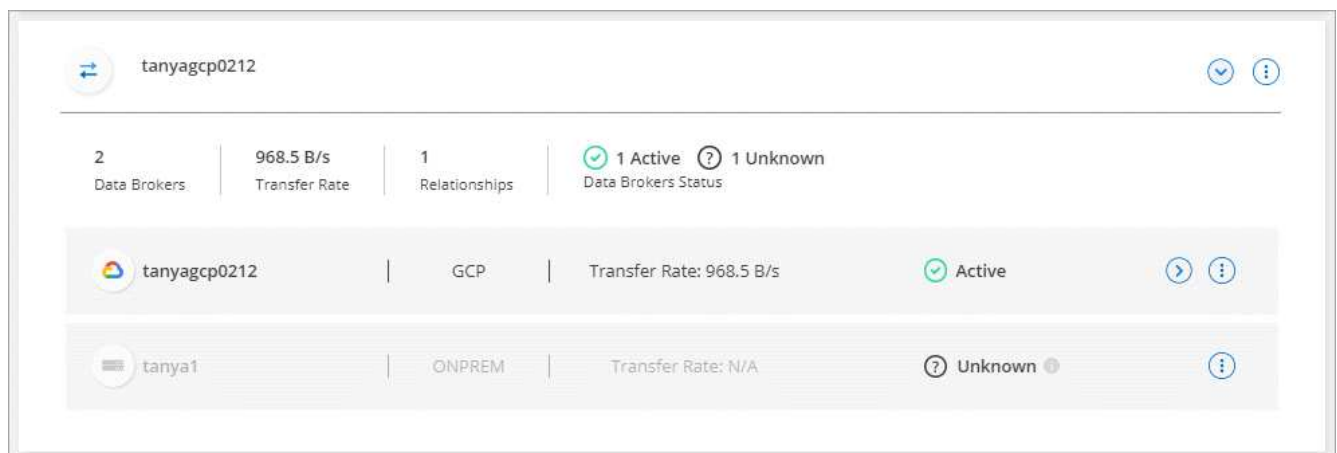 tanyagcp0212
2 968.5 B/s 1 1 Active 1 Unknown
Data Brokers Transfer Rate Relationships Data Brokers Status
tanyagcp0212 GCP Transfer Rate: 968.5 B/s Active
tanya1 ONPREM Transfer Rate: N/A Unknown